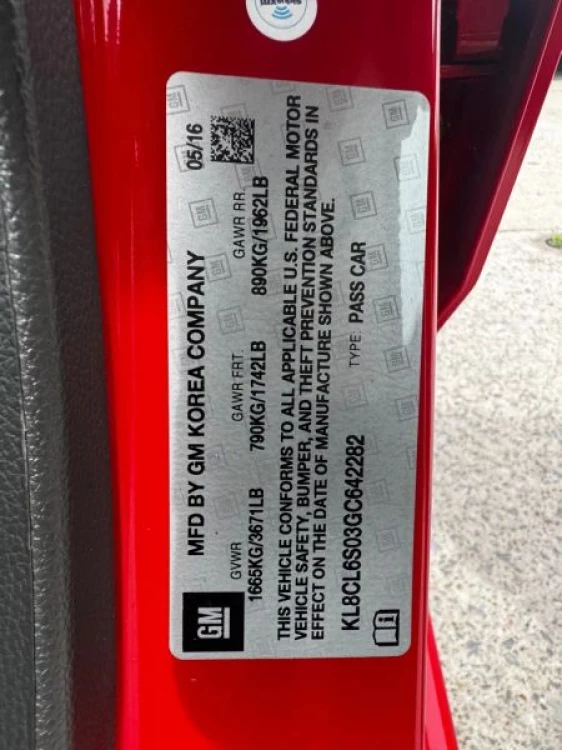 MFD BY GM KOREA COMPANY 05/16
GVWR GAWR FRT. GAWR RR.
1665KG/3671LB 790KG/1742LB 890KG/1962LB
THIS VEHICLE CONFORMS TO ALL APPLICABLE U.S. FEDERAL MOTOR
VEHICLE SAFETY, BUMPER, AND THEFT PREVENTION STANDARDS IN
EFFECT ON THE DATE OF MANUFACTURE SHOWN ABOVE.
KL8CL6S03GC642282 TYPE: PASS CAR
GM